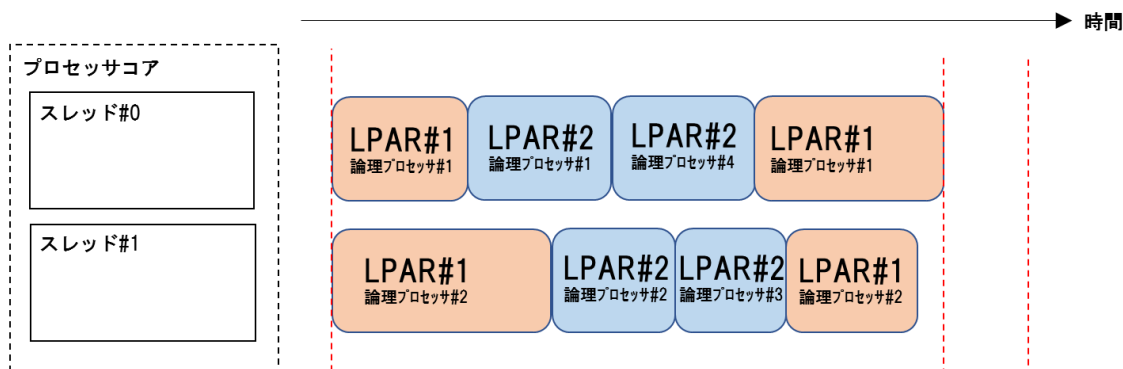 時間
プロセッサコア
スレッド#0
LPAR#1
論理プロセッサ#1
LPAR#2
論理プロセッサ#1
LPAR#2
論理プロセッサ#4
LPAR#1
論理プロセッサ#1
スレッド#1
LPAR#1
論理プロセッサ#2
LPAR#2
論理プロセッサ#2
LPAR#2
論理プロセッサ#3
LPAR#1
論理プロセッサ#2